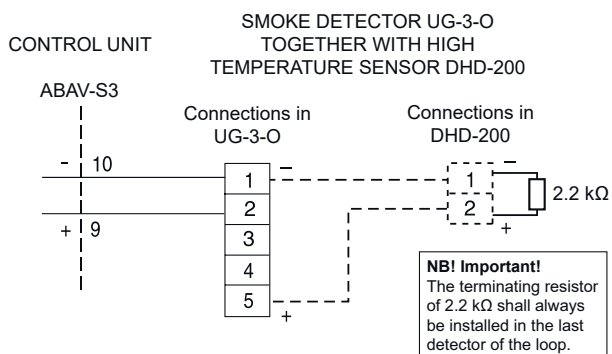 SMOKE DETECTOR UG-3-O
TOGETHER WITH HIGH
TEMPERATURE SENSOR DHD-200
CONTROL UNIT
ABAV-S3
Connections in
UG-3-O
Connections in
DHD-200
- 10
+ 9
1 −
2
3
4
5 +
1 −
2 +
2.2 kΩ
NB! Important!
The terminating resistor
of 2.2 kΩ shall always
be installed in the last
detector of the loop.